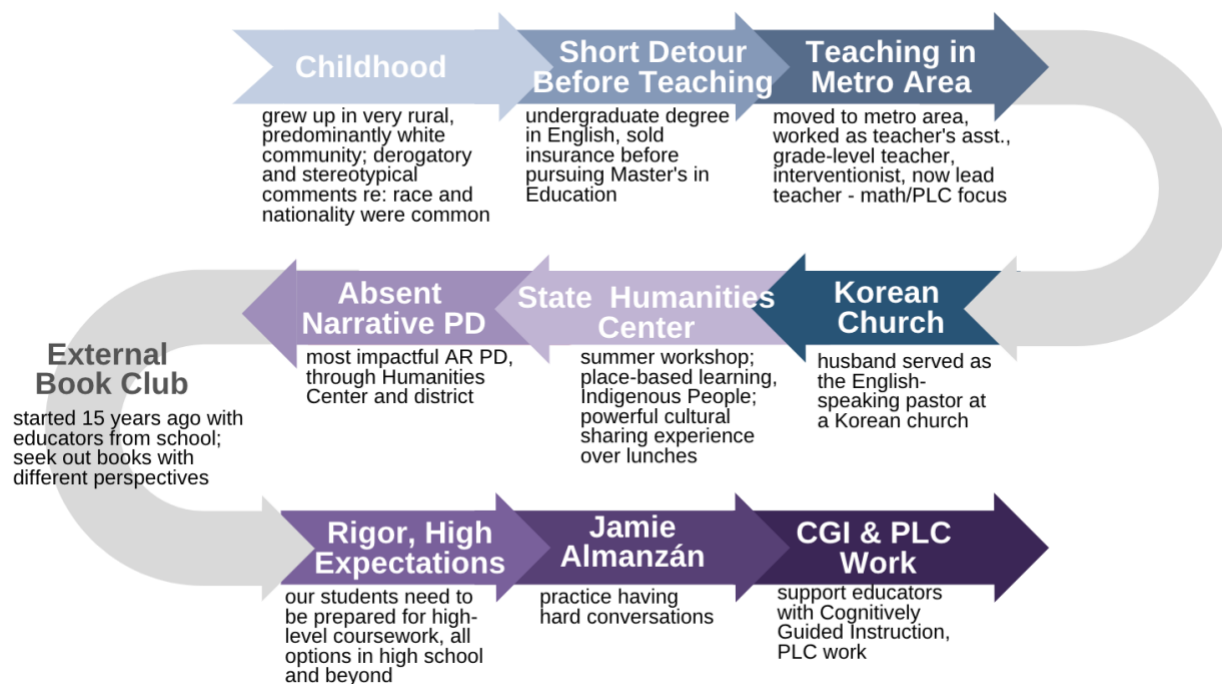 Childhood
grew up in very rural,
predominantly white
community; derogatory
and stereotypical
comments re: race and
nationality were common
Short Detour
Before Teaching
undergraduate degree
in English, sold
insurance before
pursuing Master's in
Education
Teaching in
Metro Area
moved to metro area,
worked as teacher's asst.,
grade-level teacher,
interventionist, now lead
teacher - math/PLC focus
Korean
Church
husband served as
the English-
speaking pastor at
a Korean church
State Humanities
Center
summer workshop;
place-based learning,
Indigenous People;
powerful cultural
sharing experience
over lunches
Absent
Narrative PD
most impactful AR PD,
through Humanities
Center and district
External
Book Club
started 15 years ago with
educators from school;
seek out books with
different perspectives
Rigor, High
Expectations
our students need to
be prepared for high-
level coursework, all
options in high school
and beyond
Jamie
Almanzán
practice having
hard conversations
CGI & PLC
Work
support educators
with Cognitively
Guided Instruction,
PLC work